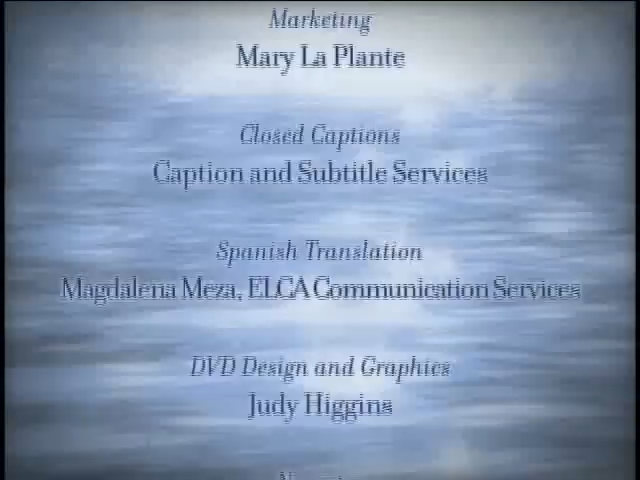 Marketing
Mary La Plante
Closed Captions
Caption and Subtitle Services
Spanish Translation
Magdalena Meza, ELCA Communication Services
DVD Design and Graphics
Judy Higgins